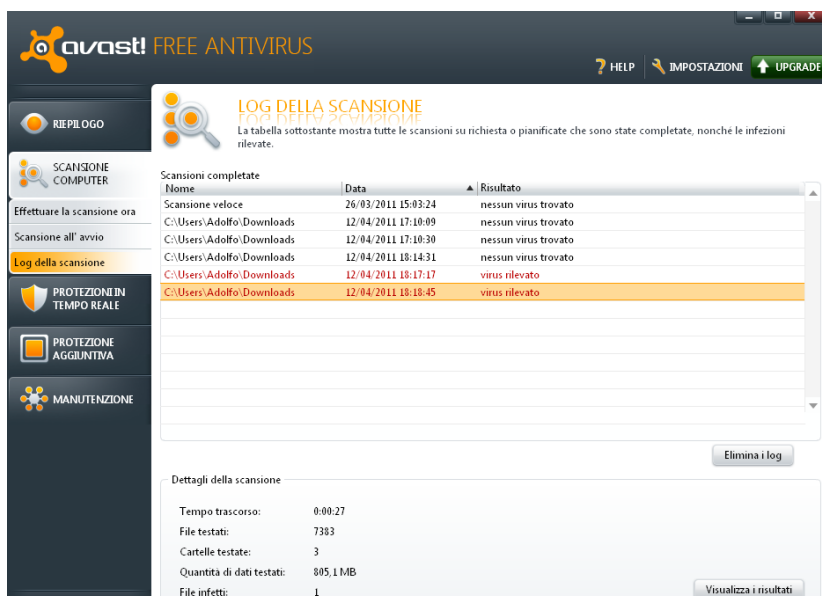 avast! FREE ANTIVIRUS
HELP
IMPOSTAZIONI
UPGRADE
RIEPILOGO
SCANSIONE
COMPUTER
Effettuare la scansione ora
Scansione all' avvio
Log della scansione
PROTEZIONI IN
TEMPO REALE
PROTEZIONE
AGGIUNTIVA
MANUTENZIONE
LOG DELLA SCANSIONE
La tabella sottostante mostra tutte le scansioni su richiesta o pianificate che sono state completate, nonché le infezioni
rilevate.
Scansioni completate
Nome Data Risultato
Scansione veloce 26/03/2011 15:03:24 nessun virus trovato
C:\Users\Adolfo\Downloads 12/04/2011 17:10:09 nessun virus trovato
C:\Users\Adolfo\Downloads 12/04/2011 17:10:30 nessun virus trovato
C:\Users\Adolfo\Downloads 12/04/2011 18:14:31 nessun virus trovato
C:\Users\Adolfo\Downloads 12/04/2011 18:17:17 virus rilevato
C:\Users\Adolfo\Downloads 12/04/2011 18:18:45 virus rilevato
Elimina i log
Dettagli della scansione
Tempo trascorso: 0:00:27
File testati: 7383
Cartelle testate: 3
Quantità di dati testati: 805,1 MB
File infetti: 1
Visualizza i risultati